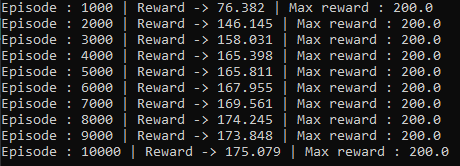 Episode : 1000 | Reward -> 76.382 | Max reward : 200.0
Episode : 2000 | Reward -> 146.145 | Max reward : 200.0
Episode : 3000 | Reward -> 158.031 | Max reward : 200.0
Episode : 4000 | Reward -> 165.398 | Max reward : 200.0
Episode : 5000 | Reward -> 165.811 | Max reward : 200.0
Episode : 6000 | Reward -> 167.955 | Max reward : 200.0
Episode : 7000 | Reward -> 169.561 | Max reward : 200.0
Episode : 8000 | Reward -> 174.245 | Max reward : 200.0
Episode : 9000 | Reward -> 173.848 | Max reward : 200.0
Episode : 10000 | Reward -> 175.079 | Max reward : 200.0